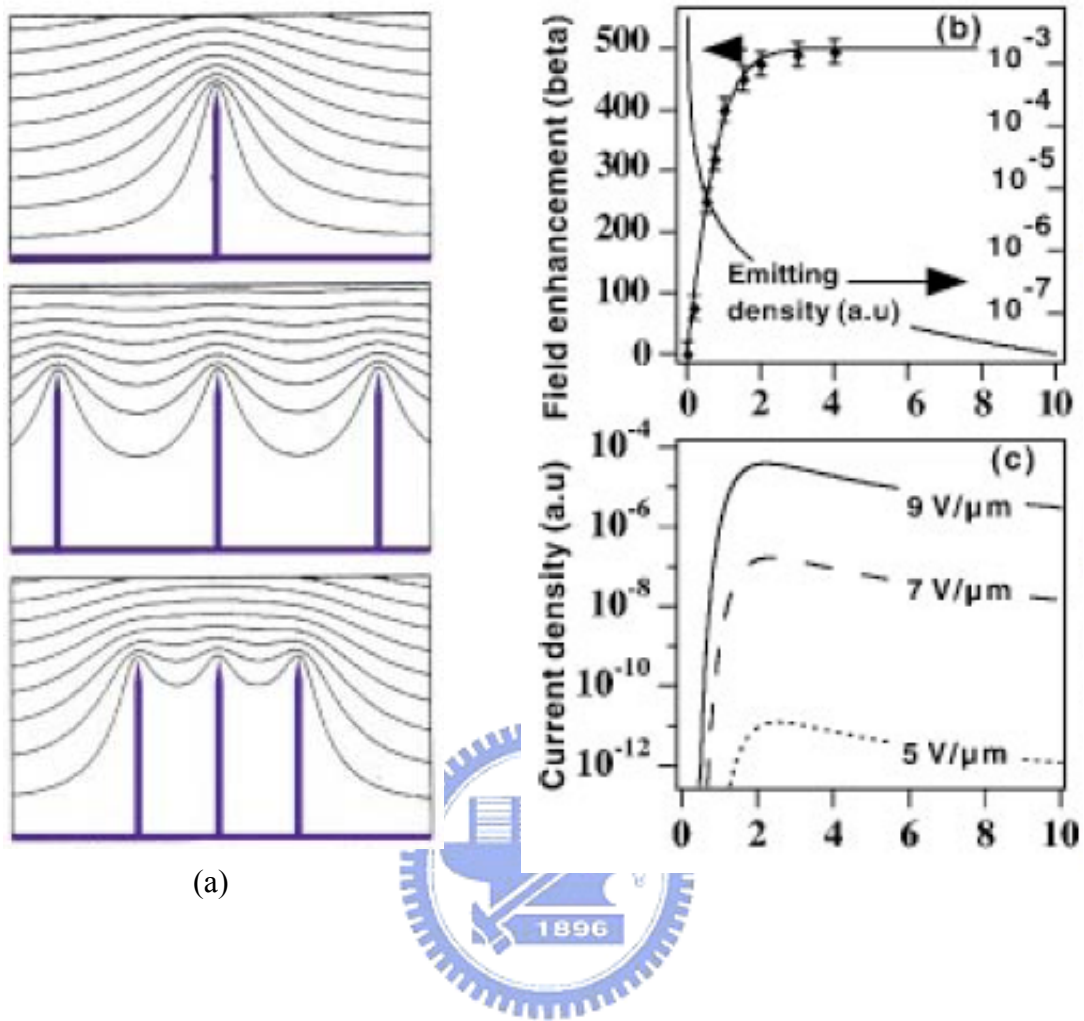 (b)
Field enhancement (beta)
500
400
300
200
100
0
10⁻³
10⁻⁴
10⁻⁵
10⁻⁶
10⁻⁷
Emitting
density (a.u)
0 2 4 6 8 10
(c)
Current density (a.u)
10⁻⁴
10⁻⁶
10⁻⁸
10⁻¹⁰
10⁻¹²
9 V/µm
7 V/µm
5 V/µm
0 2 4 6 8 10
(a)
1896